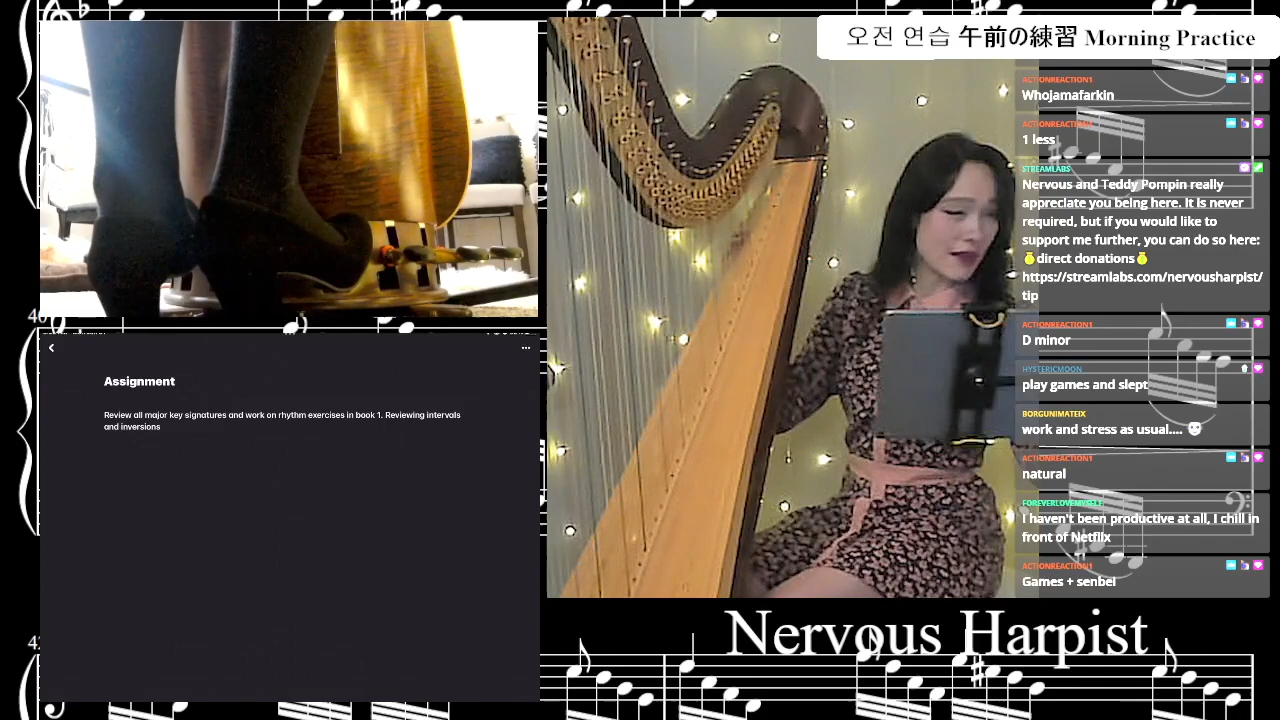 오전 연습 午前の練習 Morning Practice
ACTIONREACTION1
Whojamafarkin
ACTIONREACTION1
1 less
STREAMLABS
Nervous and Teddy Pompin really
appreciate you being here. It is never
required, but if you would like to
support me further, you can do so here:
💰direct donations💰
https://streamlabs.com/nervousharpist/
tip
ACTIONREACTION1
D minor
HYSTERICMOON
play games and slept
BORGUNIMATEIX
work and stress as usual....
ACTIONREACTION1
natural
I haven't been productive at all, I chill in
front of Netflix
ACTIONREACTION1
Games + senbei
Assignment
Review all major key signatures and work on rhythm exercises in book 1. Reviewing intervals
and inversions
Nervous Harpist